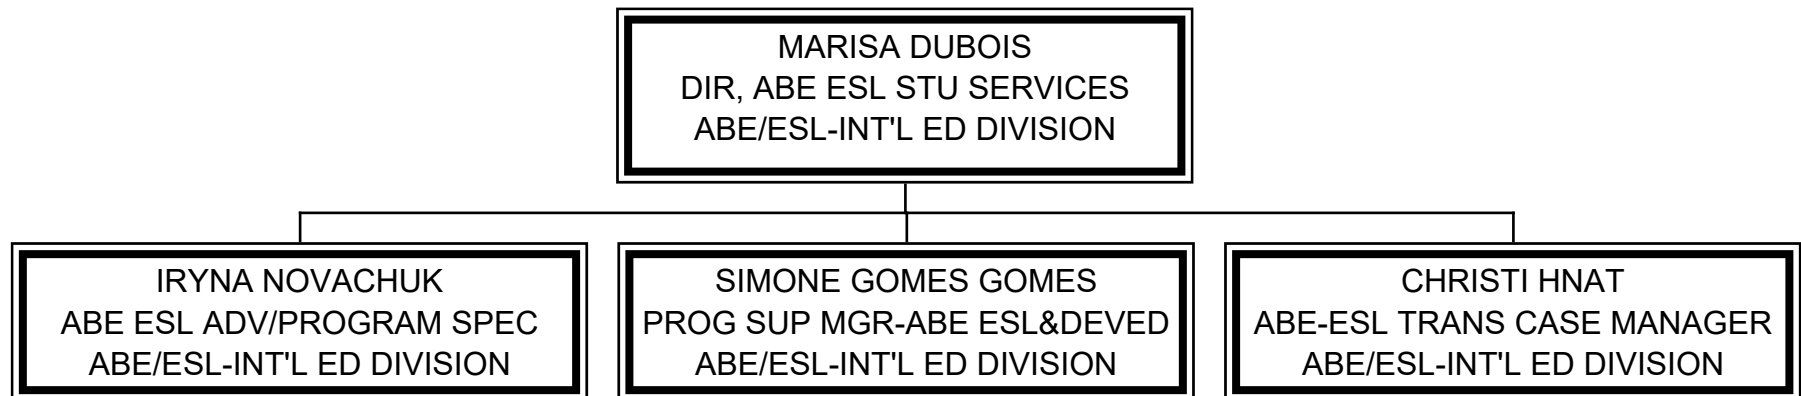 MARISA DUBOIS
DIR, ABE ESL STU SERVICES
ABE/ESL-INT'L ED DIVISION
IRYNA NOVACHUK
ABE ESL ADV/PROGRAM SPEC
ABE/ESL-INT'L ED DIVISION
SIMONE GOMES GOMES
PROG SUP MGR-ABE ESL&DEVED
ABE/ESL-INT'L ED DIVISION
CHRISTI HNAT
ABE-ESL TRANS CASE MANAGER
ABE/ESL-INT'L ED DIVISION